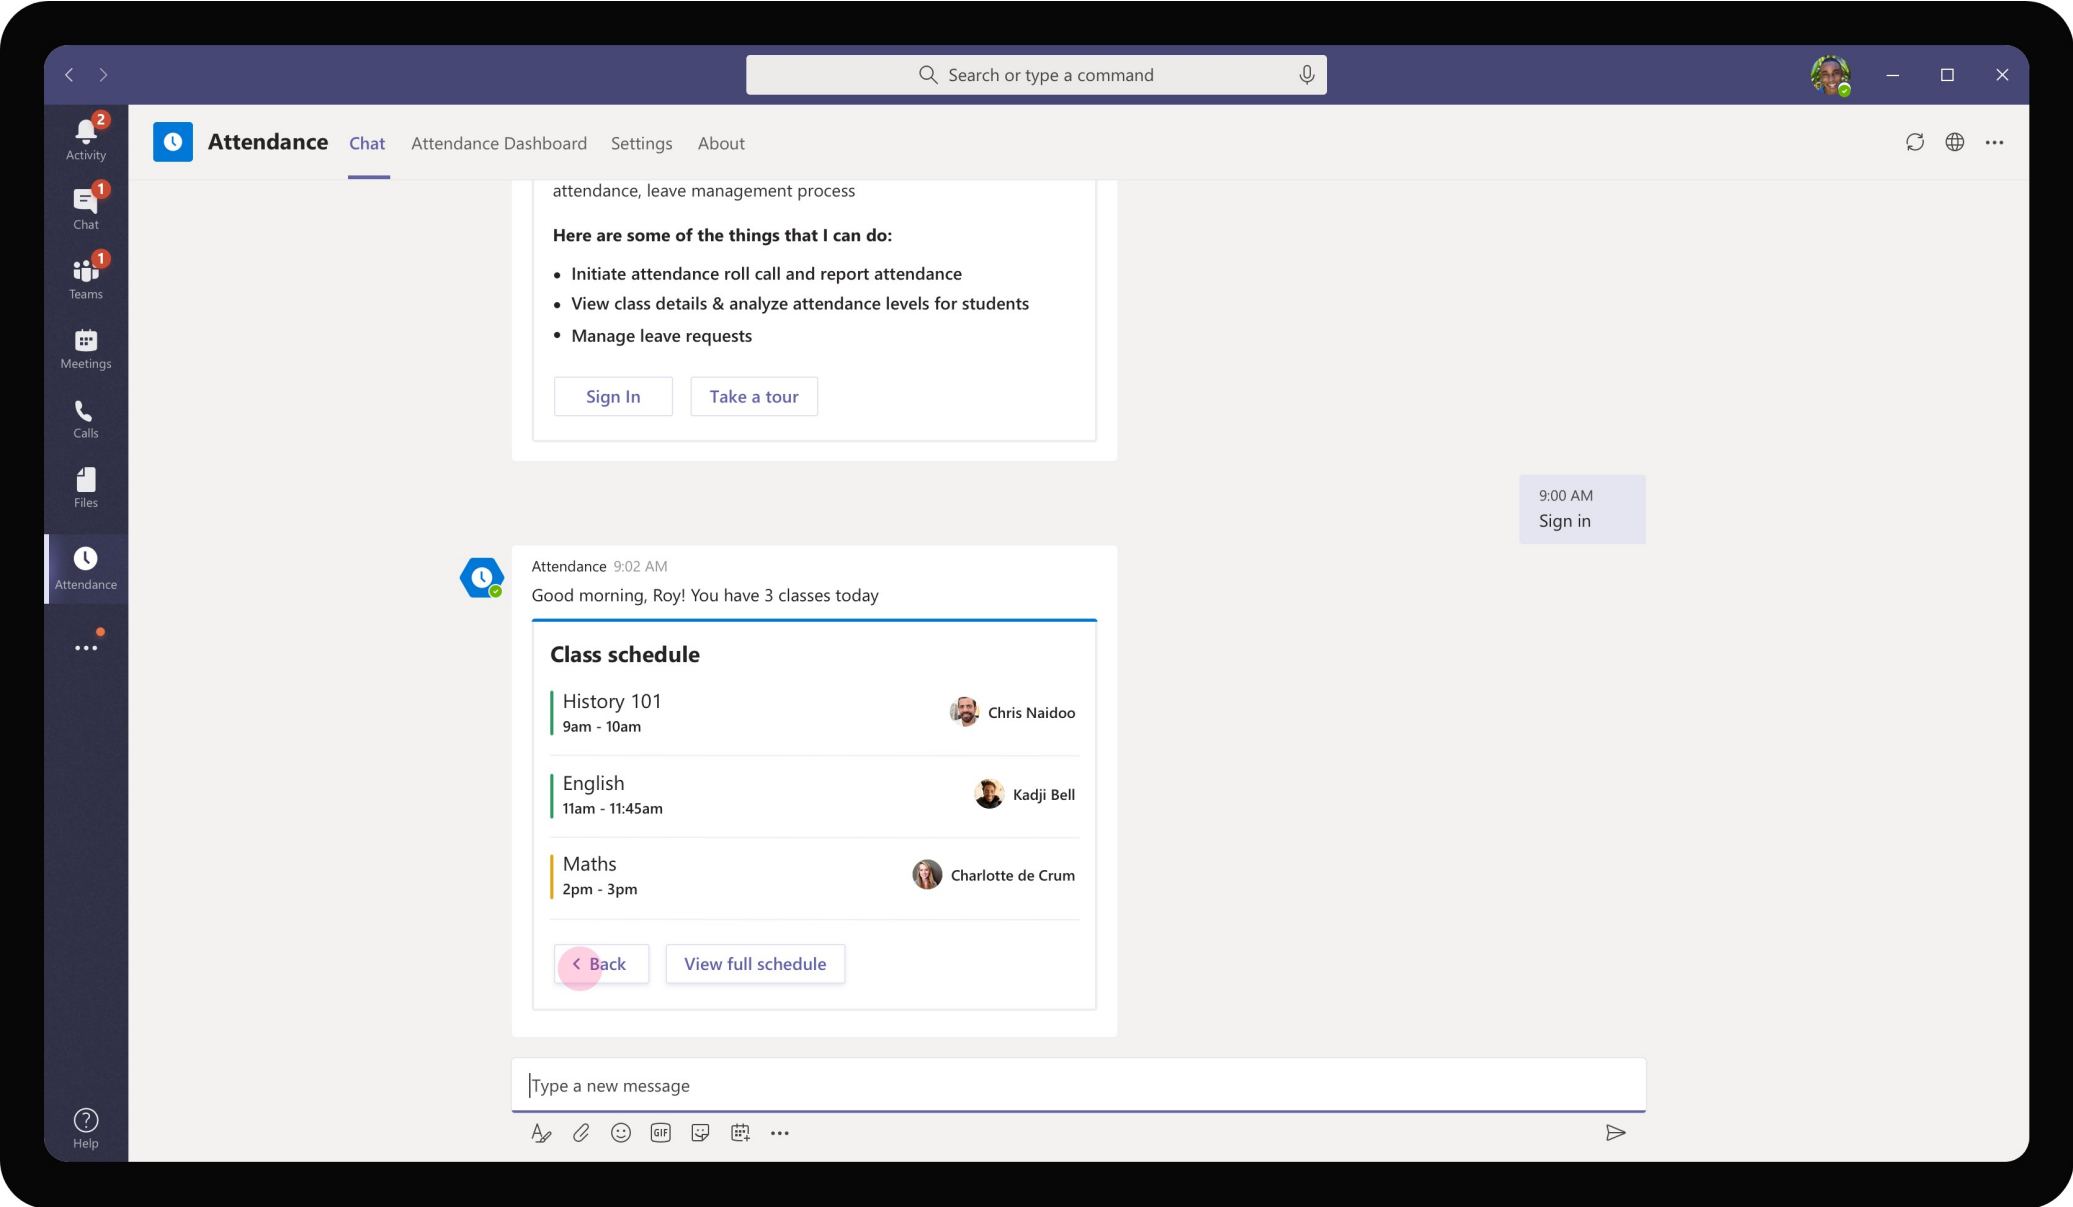 Search or type a command
2
Activity
1
Chat
1
Teams
Meetings
Calls
Files
Attendance
Help
Attendance Chat Attendance Dashboard Settings About
attendance, leave management process
Here are some of the things that I can do:
• Initiate attendance roll call and report attendance
• View class details & analyze attendance levels for students
• Manage leave requests
Sign In Take a tour
9:00 AM
Sign in
Attendance 9:02 AM
Good morning, Roy! You have 3 classes today
Class schedule
History 101
9am - 10am
Chris Naidoo
English
11am - 11:45am
Kadji Bell
Maths
2pm - 3pm
Charlotte de Crum
Back View full schedule
Type a new message
GIF